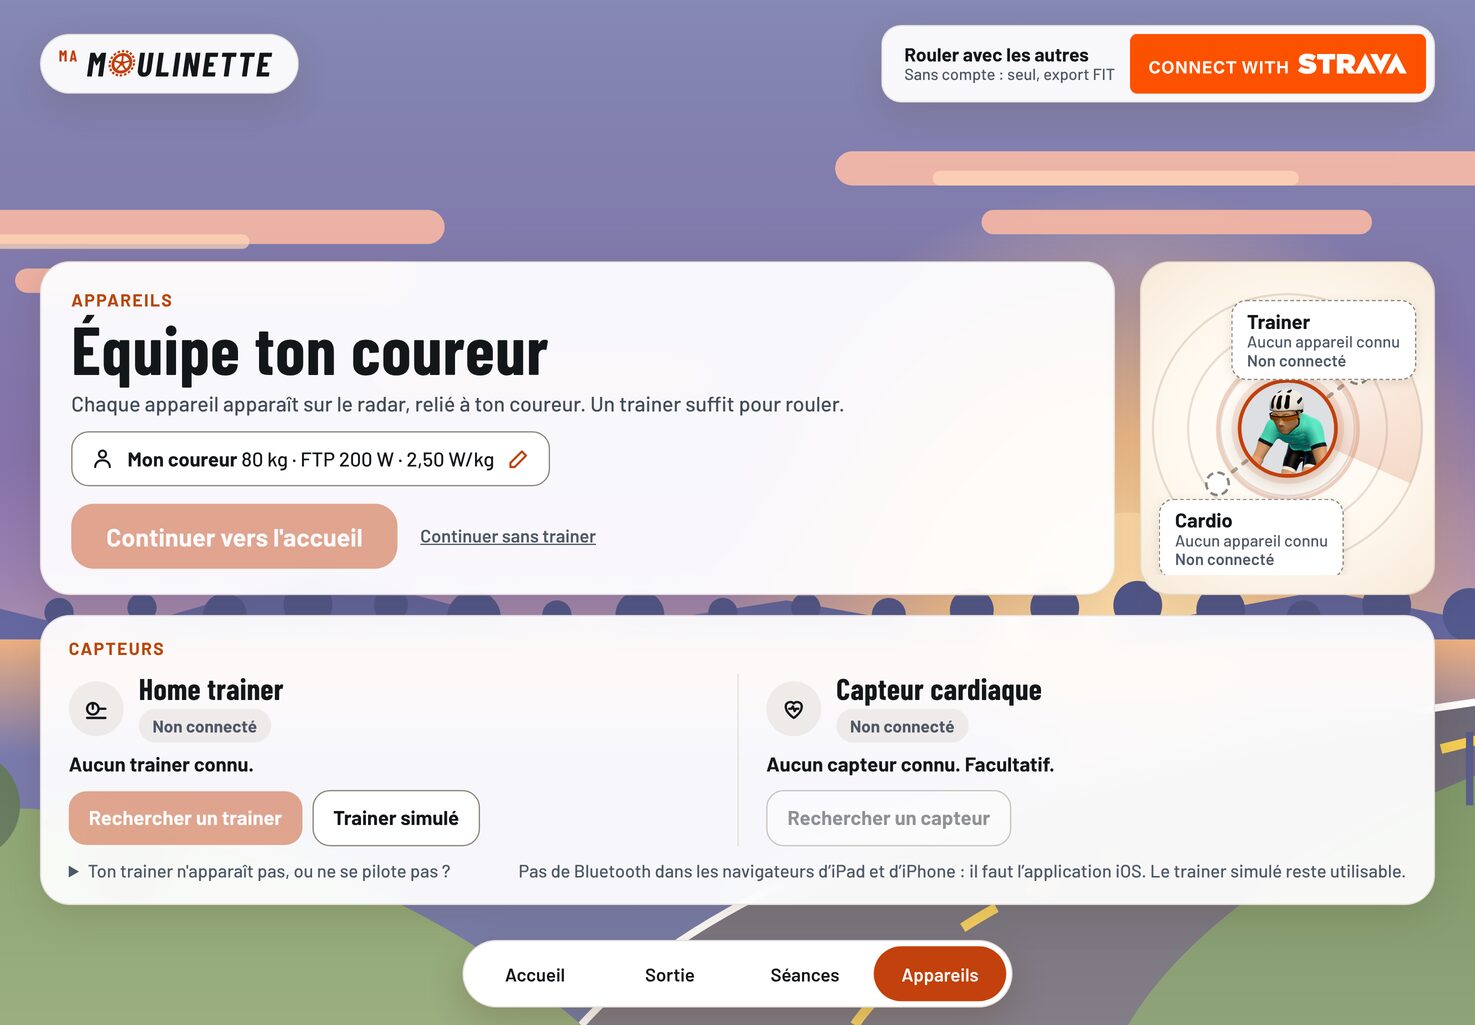 MA MOULINETTE
Rouler avec les autres
Sans compte : seul, export FIT
CONNECT WITH STRAVA
APPAREILS
Équipe ton coureur
Chaque appareil apparaît sur le radar, relié à ton coureur. Un trainer suffit pour rouler.
Mon coureur 80 kg · FTP 200 W · 2,50 W/kg
Continuer vers l'accueil
Continuer sans trainer
Trainer
Aucun appareil connu
Non connecté
Cardio
Aucun appareil connu
Non connecté
CAPTEURS
Home trainer
Non connecté
Aucun trainer connu.
Rechercher un trainer
Trainer simulé
Capteur cardiaque
Non connecté
Aucun capteur connu. Facultatif.
Rechercher un capteur
Ton trainer n'apparaît pas, ou ne se pilote pas ?
Pas de Bluetooth dans les navigateurs d’iPad et d’iPhone : il faut l’application iOS. Le trainer simulé reste utilisable.
Accueil
Sortie
Séances
Appareils